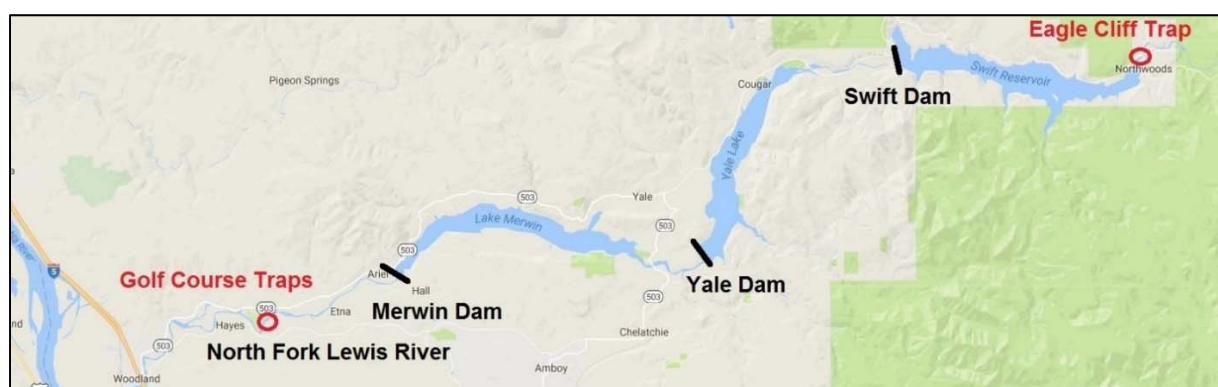 Eagle Cliff Trap
Pigeon Springs
Cougar
Swift Reservoir
Northwoods
Swift Dam
Yale Lake
503
Yale
503
Lake Merwin
503
Ariel
Hall
Yale Dam
5
Golf Course Traps
Merwin Dam
503
Hayes
Etna
503
503
Chelatchie
North Fork Lewis River
Amboy
Woodland